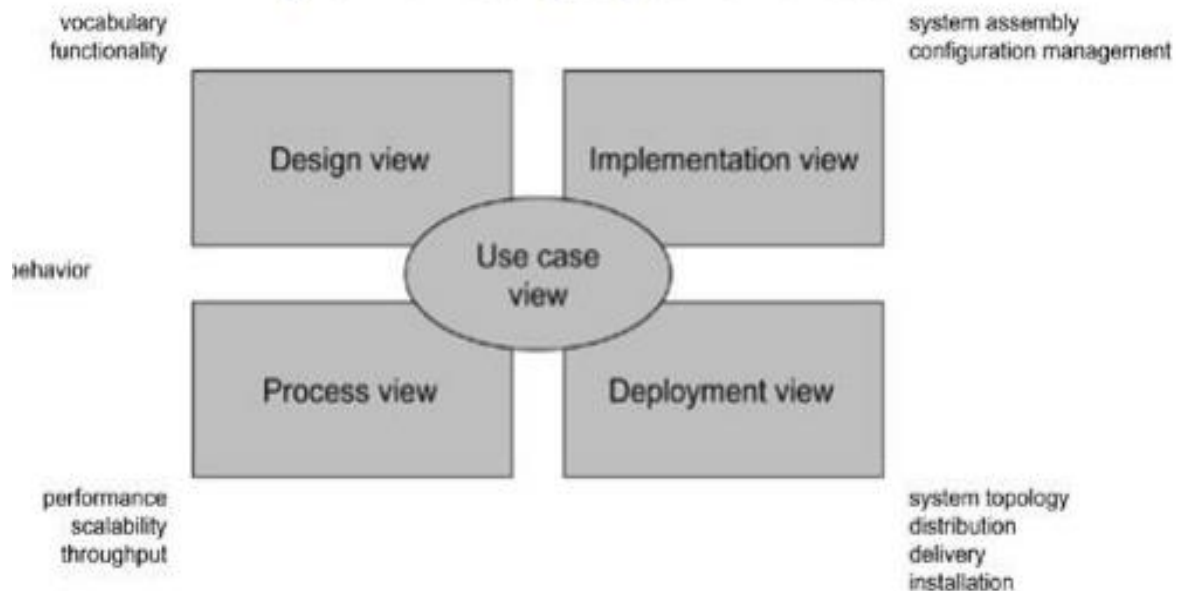 vocabulary
functionality
system assembly
configuration management
Design view
Implementation view
Use case
view
behavior
Process view
Deployment view
performance
scalability
throughput
system topology
distribution
delivery
installation